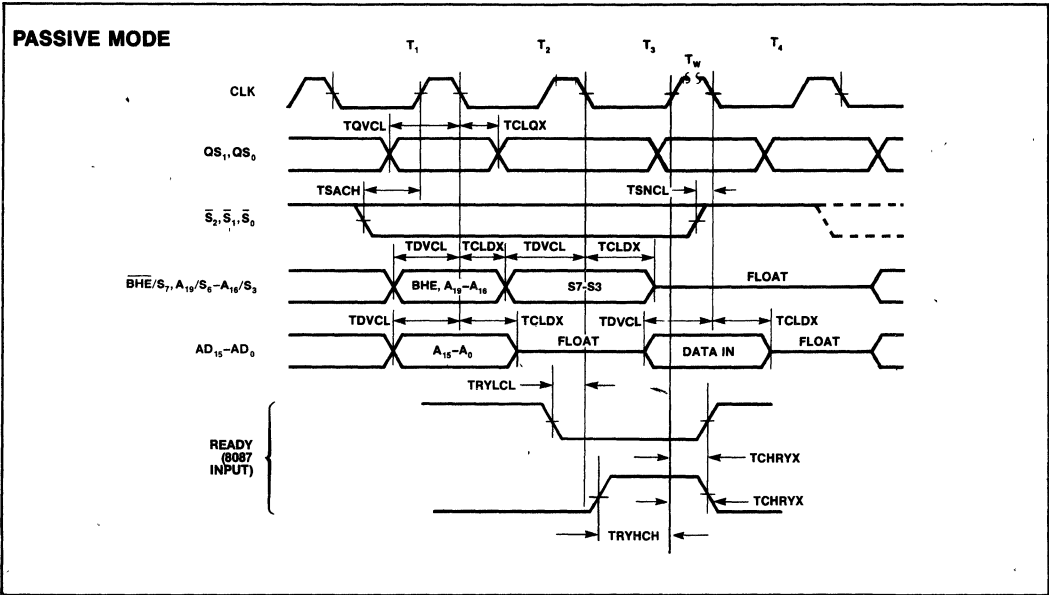 PASSIVE MODE
T₁ T₂ T₃ T_W T₄
CLK
TQVCL TCLQX
QS₁,QS₀
TSACH TSNCL
S̅₂,S̅₁,S̅₀
TDVCL TCLDX TDVCL TCLDX
B̅H̅E̅/S₇, A₁₉/S₆–A₁₆/S₃ BHE, A₁₉–A₁₆ S7-S3 FLOAT
TDVCL TCLDX TDVCL TCLDX
AD₁₅–AD₀ A₁₅–A₀ FLOAT DATA IN FLOAT
TRYLCL
READY
(8087
INPUT)
TCHRYX
TCHRYX
TRYHCH